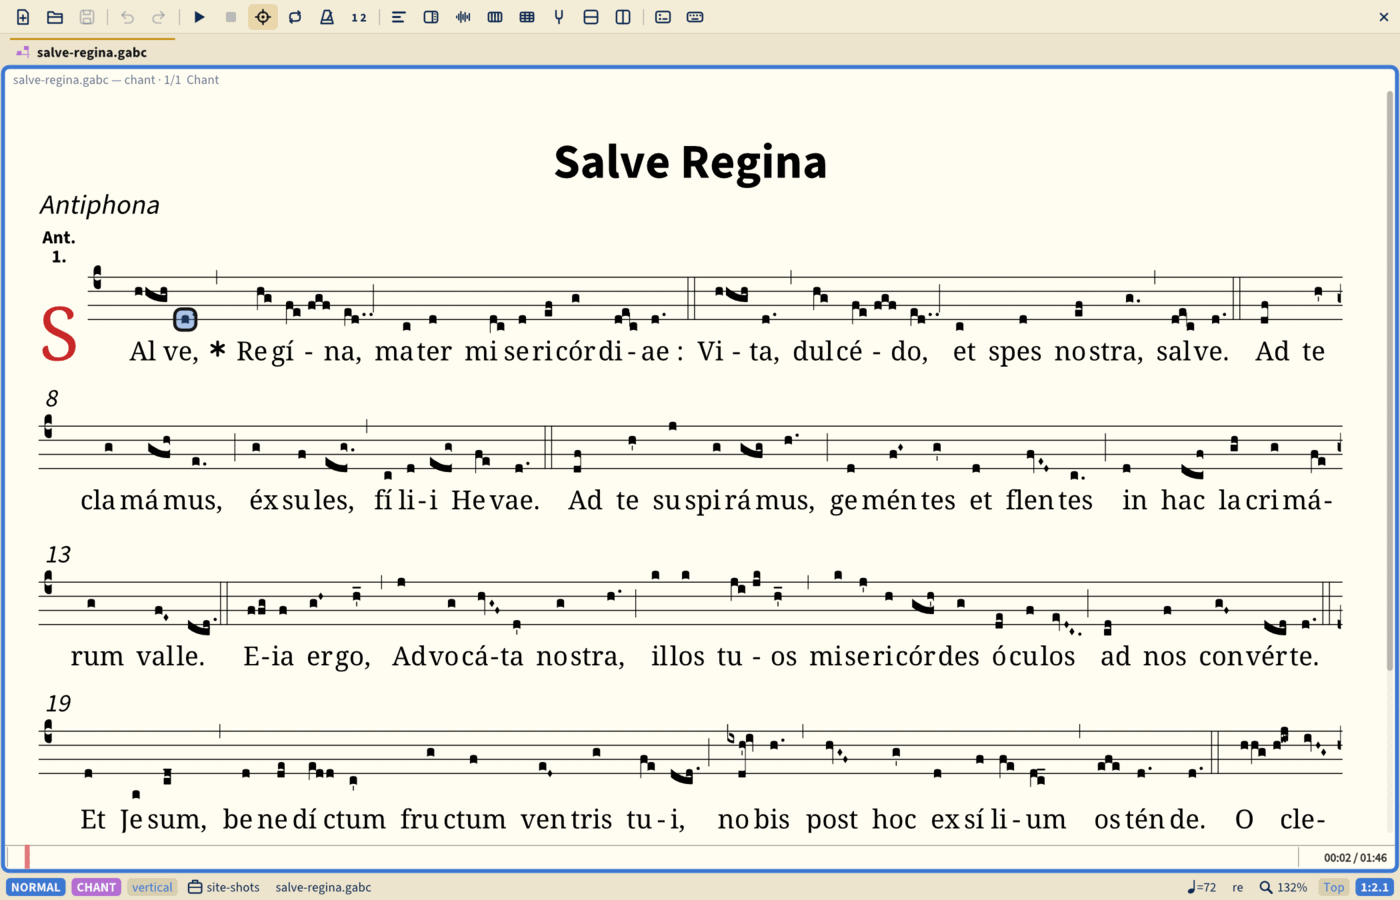 1 2
salve-regina.gabc
salve-regina.gabc — chant · 1/1 Chant
Salve Regina
Antiphona
Ant.
1.
S
Al ve, * Re gí - na, ma ter mi se ri cór di - ae : Vi - ta, dul cé - do, et spes no stra, sal ve. Ad te
8
cla má mus, éx su les, fí li - i He vae. Ad te su spi rá mus, ge mén tes et flen tes in hac la cri má-
13
rum val le. E-ia er go, Ad vo cá-ta no stra, il los tu - os mi se ri cór des ó cu los ad nos con vér te.
19
Et Je sum, be ne dí ctum fru ctum ven tris tu - i, no bis post hoc ex sí li - um os tén de. O cle-
00:02 / 01:46
NORMAL CHANT vertical site-shots salve-regina.gabc ♩=72 re 132% Top 1:2.1